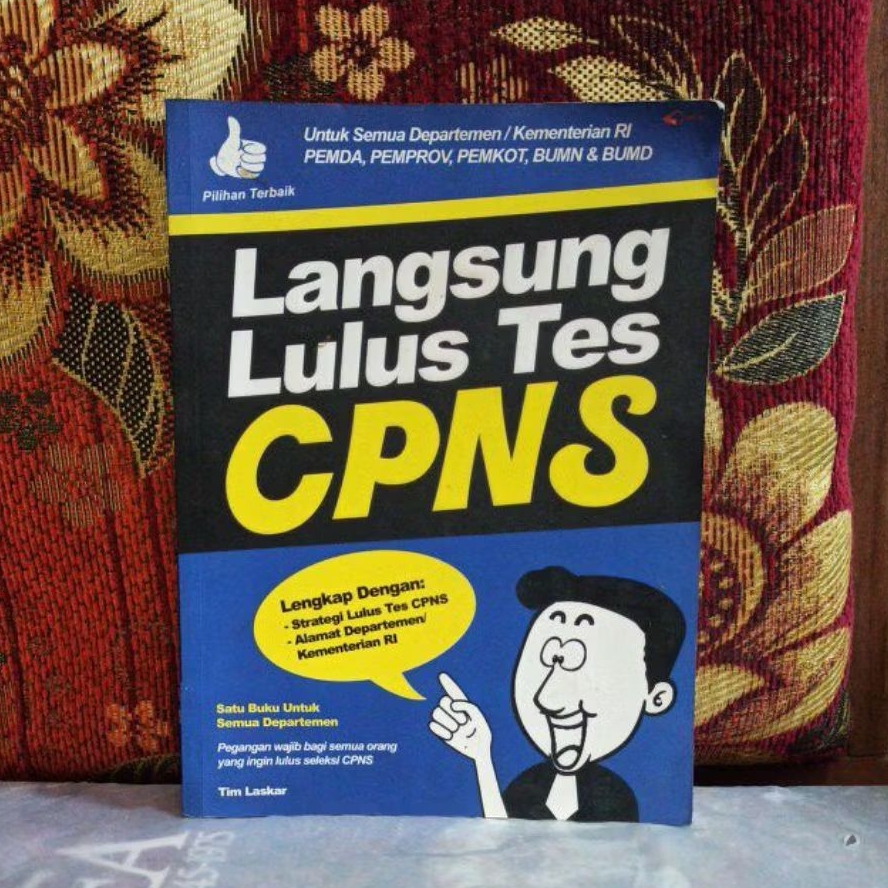 Untuk Semua Departemen / Kementerian RI
PEMDA, PEMPROV, PEMKOT, BUMN & BUMD
Pilihan Terbaik
Langsung
Lulus Tes
CPNS
Lengkap Dengan:
- Strategi Lulus Tes CPNS
- Alamat Departemen/
Kementerian RI
Satu Buku Untuk
Semua Departemen
Pegangan wajib bagi semua orang
yang ingin lulus seleksi CPNS
Tim Laskar